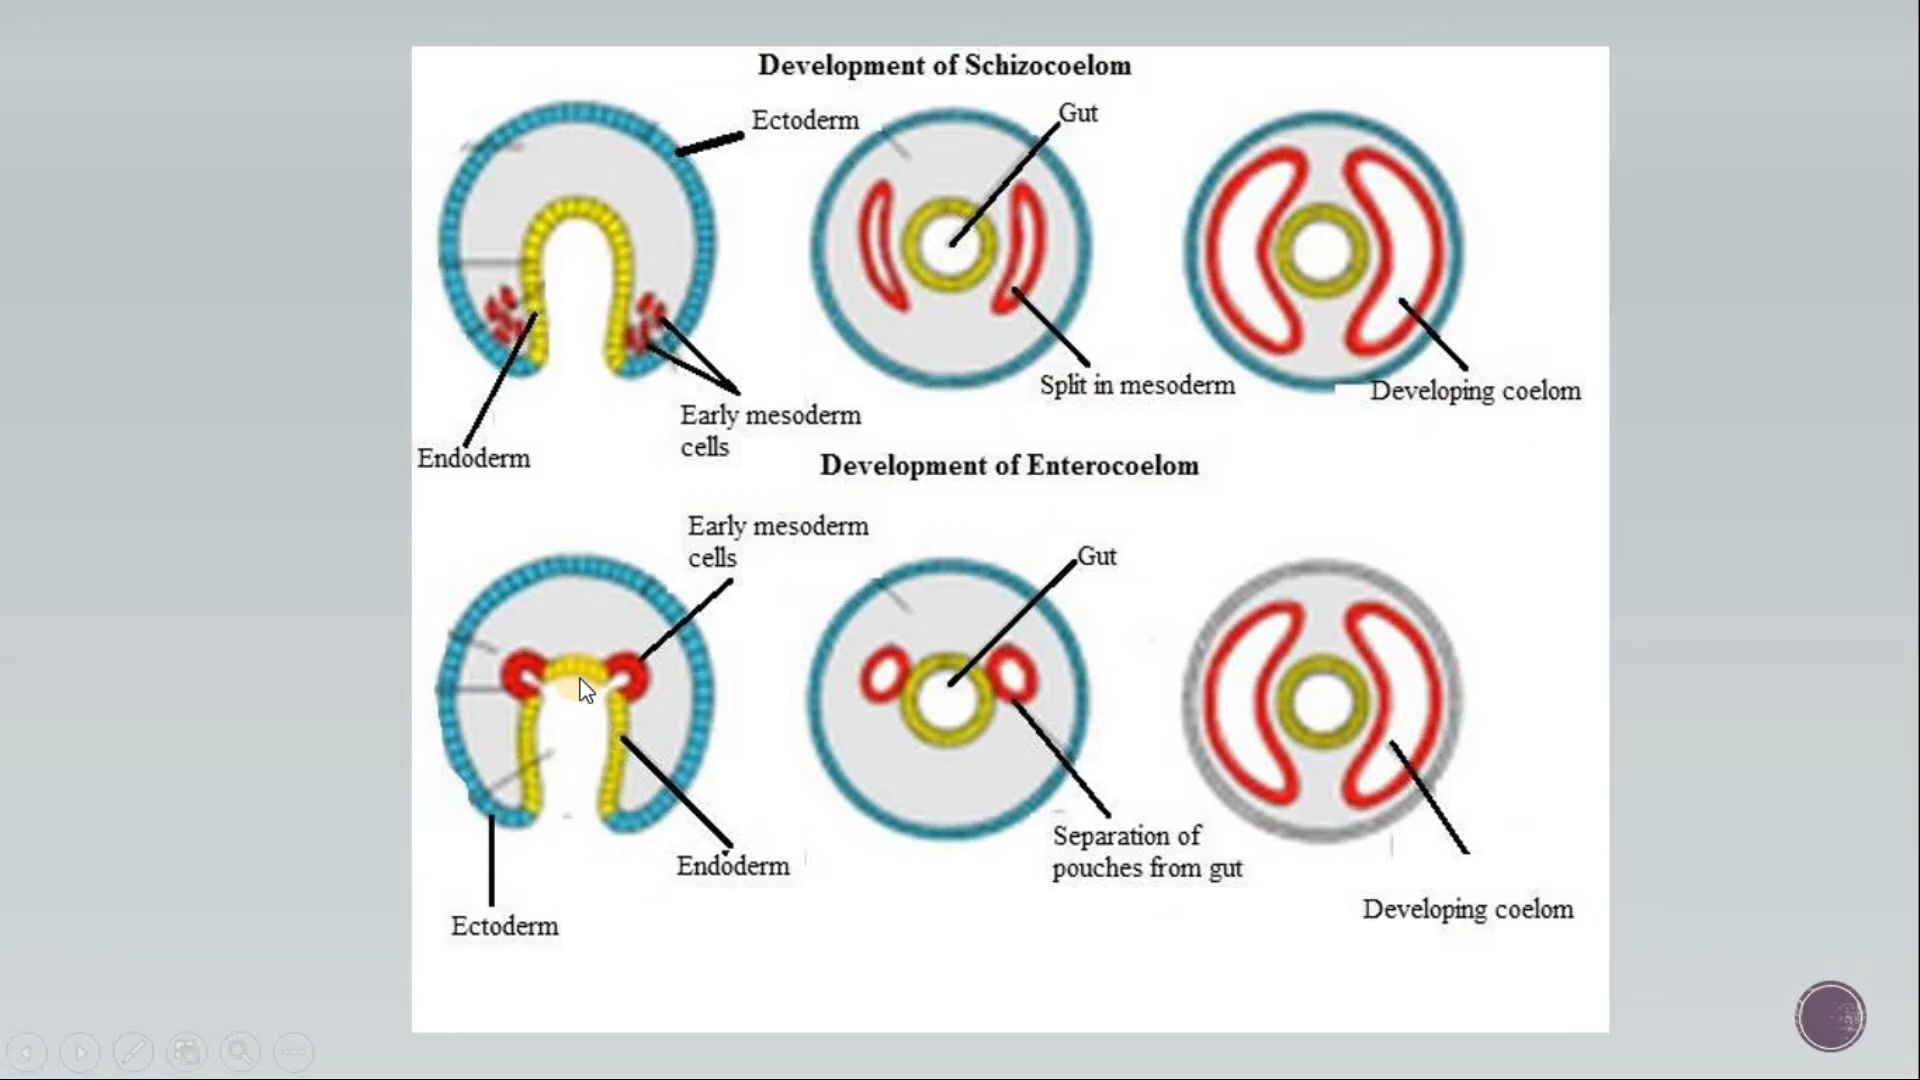 Development of Schizocoelom
Ectoderm
Gut
Split in mesoderm
Developing coelom
Early mesoderm
cells
Endoderm
Development of Enterocoelom
Early mesoderm
cells
Gut
Separation of
pouches from gut
Endoderm
Developing coelom
Ectoderm